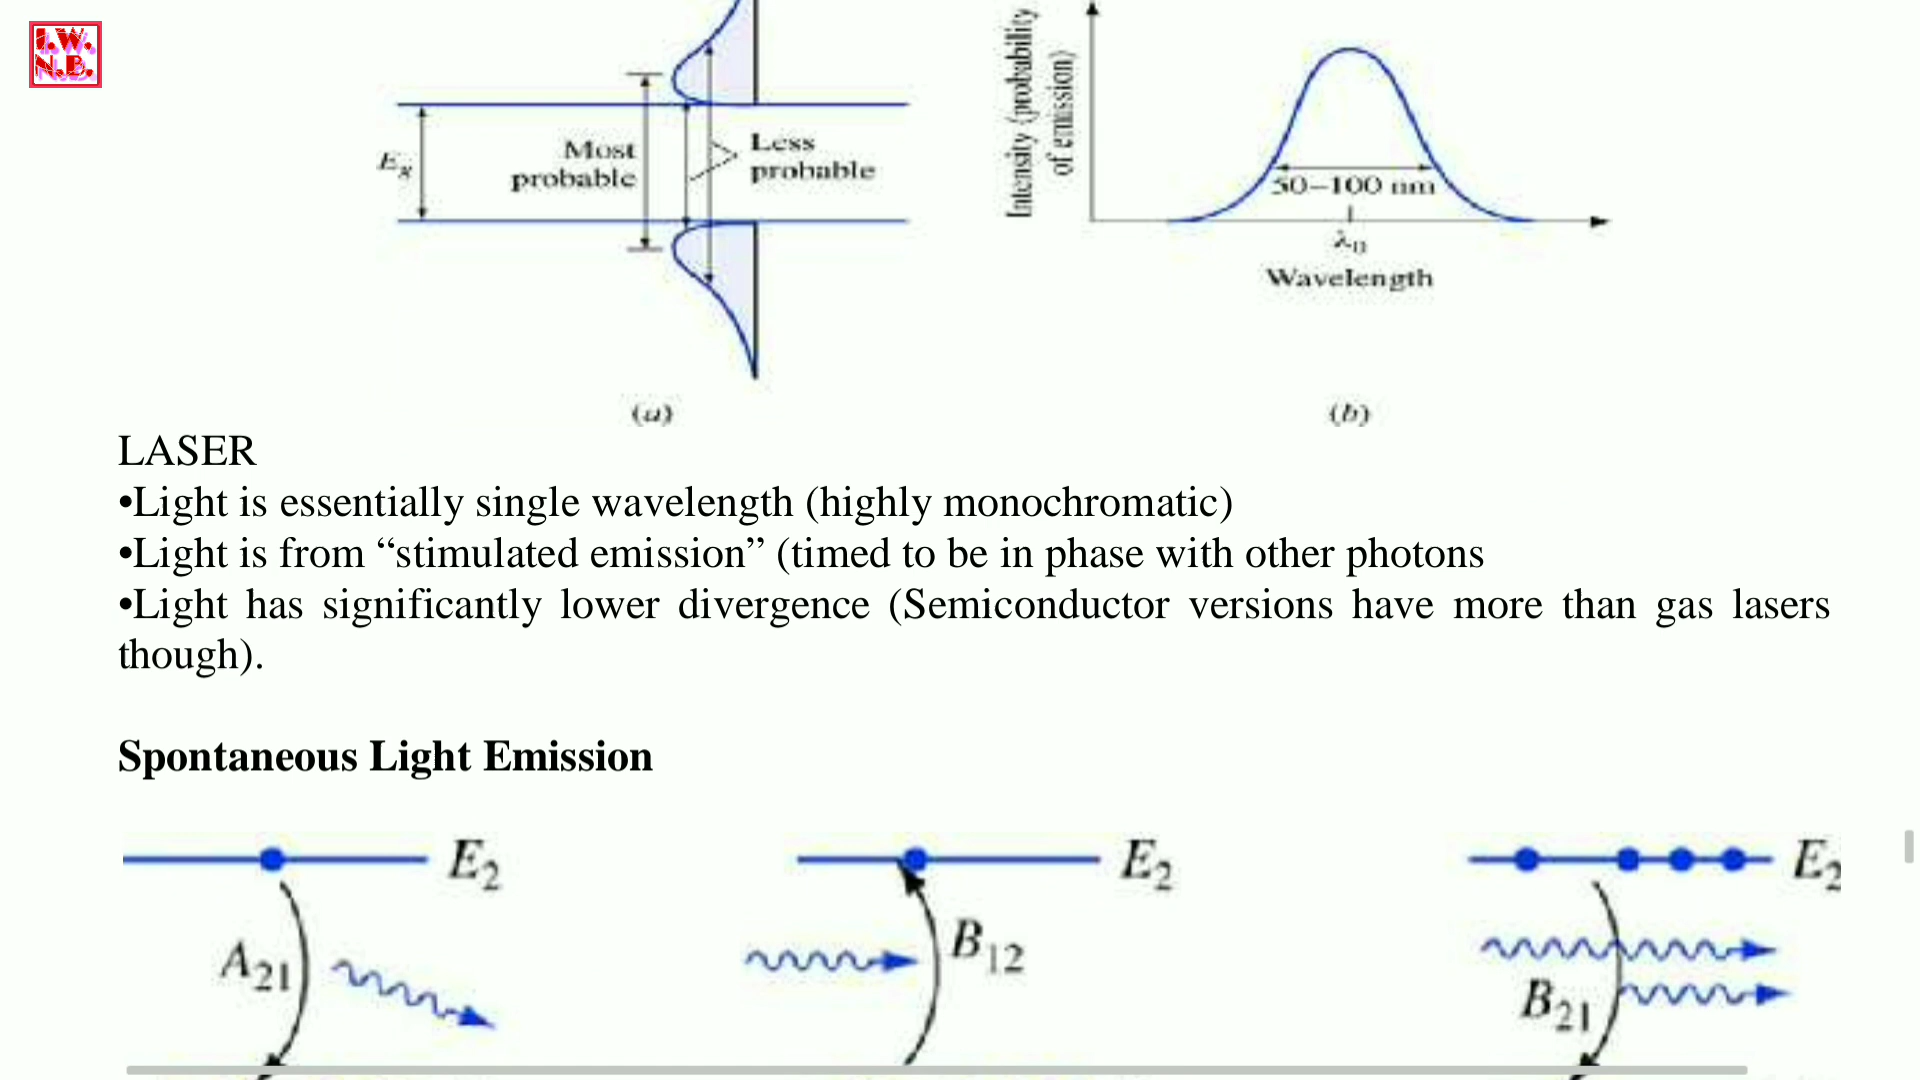 I.W.
N.B.
Intensity (probability
of emission)
Most
probable
Less
probable
E_g
50–100 nm
λ₀
Wavelength
(a)
(b)
LASER
•Light is essentially single wavelength (highly monochromatic)
•Light is from “stimulated emission” (timed to be in phase with other photons
•Light has significantly lower divergence (Semiconductor versions have more than gas lasers
though).
Spontaneous Light Emission
E₂
E₂
E₂
A₂₁
B₁₂
B₂₁